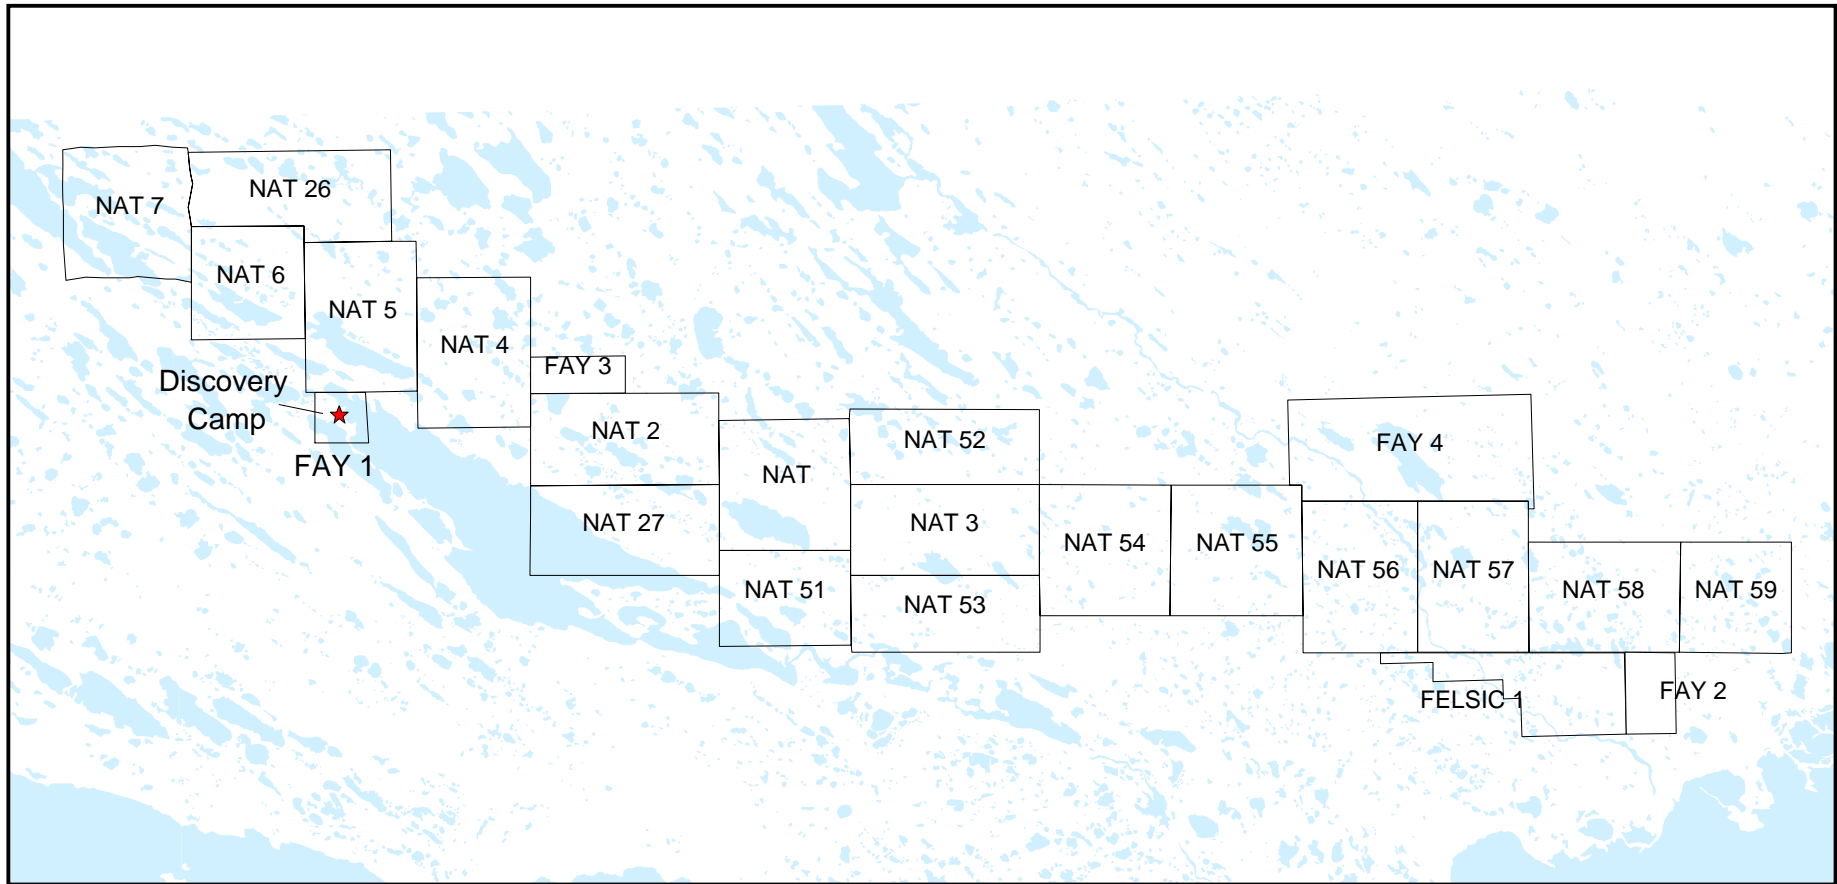 NAT 26
NAT 7
NAT 6
NAT 5
NAT 4
FAY 3
Discovery
Camp
FAY 1
NAT 2
NAT 52
FAY 4
NAT
NAT 27
NAT 3
NAT 54
NAT 55
NAT 56
NAT 57
NAT 51
NAT 53
NAT 58
NAT 59
FELSIC 1
FAY 2